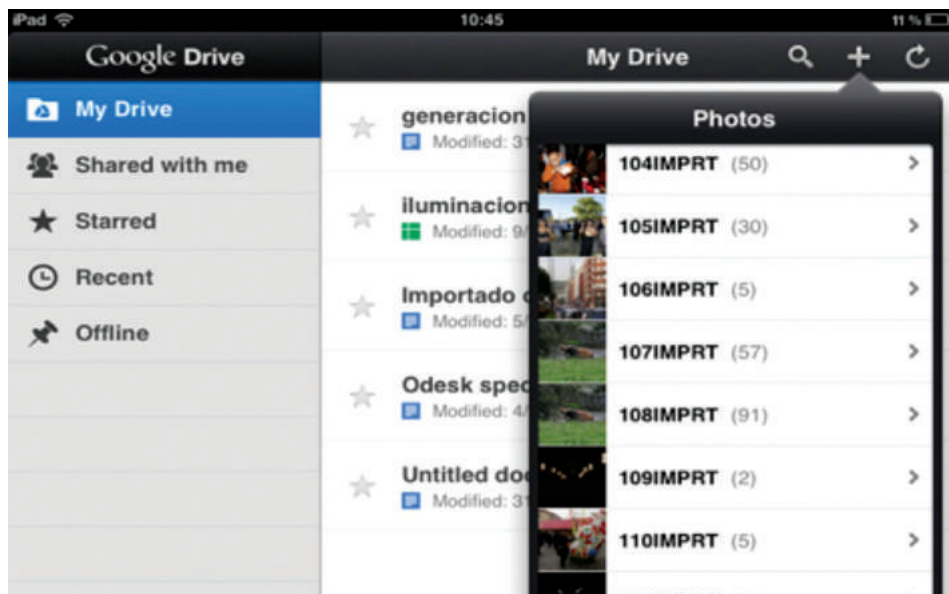 iPad 10:45 11 %
Google Drive
My Drive
Shared with me
Starred
Recent
Offline
My Drive
generacion
Modified: 31
iluminacion
Modified: 9/
Importado
Modified: 5/
Odesk spec
Modified: 4/
Untitled
Modified: 31
Photos
104IMPRT (50)
105IMPRT (30)
106IMPRT (5)
107IMPRT (57)
108IMPRT (91)
109IMPRT (2)
110IMPRT (5)